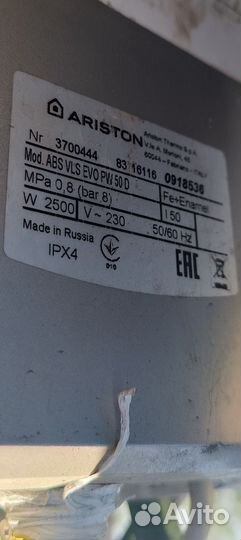 ARISTON
Ariston Thermo S.p.A.
V.le A. Merloni, 45
60044 - Fabriano - ITALY
Nr 3700444 83 16116 0918536
Mod. ABS VLS EVO PW 50 D
MPa 0,8 (bar 8) Fe+Enamel
W 2500 V~ 230 l 50
50/60 Hz
Made in Russia
IPX4
010
EAC
Avito